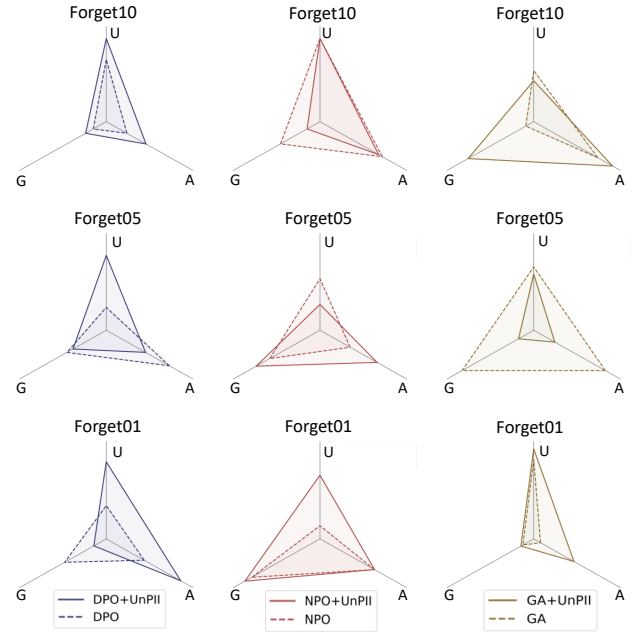 Forget10 Forget10 Forget10
U U U
G A G A G A
Forget05 Forget05 Forget05
U U U
G A G A G A
Forget01 Forget01 Forget01
U U U
G A G A G A
DPO+UnPII NPO+UnPII GA+UnPII
DPO NPO GA